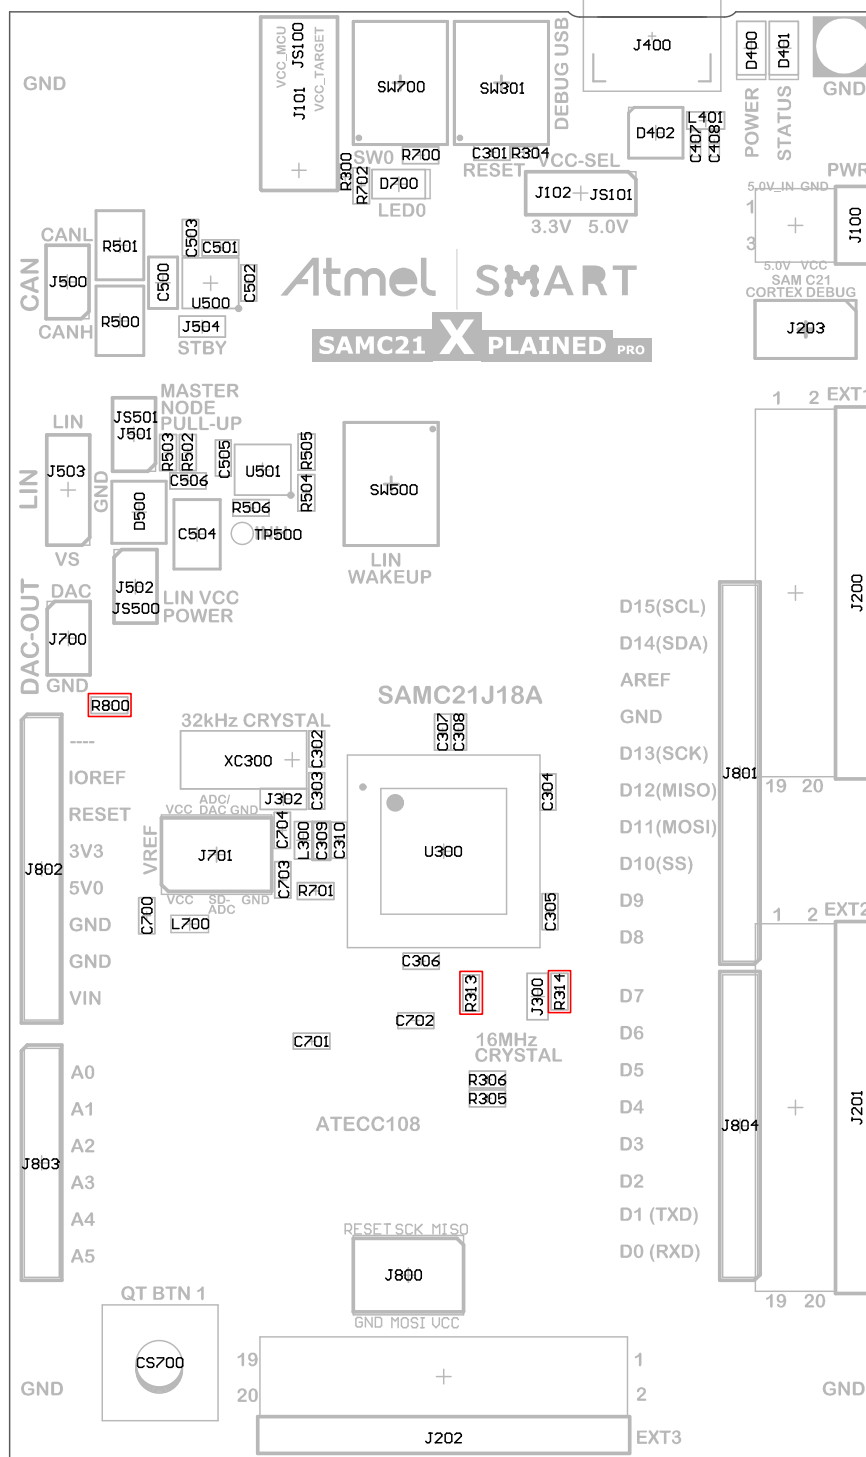 GND
VCC_MCU
JS100
J101
VCC_TARGET
SW700
SW301
DEBUG USB
J400
D400
D401
GND
POWER
STATUS
D402
L401
C407
C408
SW0
R700
RESET
C301
R304
VCC-SEL
R300
R702
D700
LED0
J102
JS101
3.3V
5.0V
PWR
5.0V_IN GND
1
3
J100
5.0V VCC
CAN
CANL
J500
CANH
R501
R500
C500
C503
C501
C502
U500
J504
STBY
Atmel
SMART
SAMC21 X PLAINED PRO
SAM C21
CORTEX DEBUG
J203
1 2
EXT1
LIN
LIN
J503
GND
VS
JS501
J501
MASTER
NODE
PULL-UP
R503
R502
C506
C505
U501
R505
R504
R506
D500
C504
TP500
SW500
LIN
WAKEUP
J502
JS500
LIN VCC
POWER
DAC-OUT
DAC
J700
GND
R800
J200
19 20
D15(SCL)
D14(SDA)
AREF
GND
D13(SCK)
D12(MISO)
D11(MOSI)
D10(SS)
D9
D8
J801
SAMC21J18A
32kHz CRYSTAL
XC300
C302
C303
J302
C307
C308
C304
C305
U300
----
IOREF
RESET
3V3
5V0
GND
GND
VIN
J802
VREF
VCC
ADC/
DAC GND
J701
VCC
SD-
ADC
GND
C704
C703
L300
C309
C310
R701
C700
L700
C306
R313
J300
R314
C702
C701
16MHz
CRYSTAL
R306
R305
ATECC108
EXT2
1 2
J201
19 20
D7
D6
D5
D4
D3
D2
D1 (TXD)
D0 (RXD)
J804
A0
A1
A2
A3
A4
A5
J803
RESET SCK MISO
J800
GND MOSI VCC
QT BTN 1
CS700
19
20
1
2
GND
GND
J202
EXT3